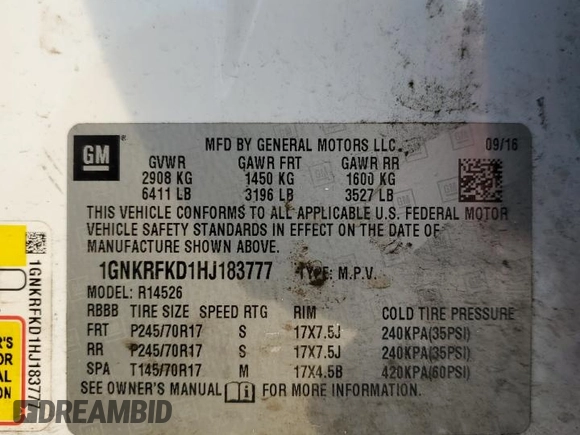 GM
MFD BY GENERAL MOTORS LLC
09/16
GVWR GAWR FRT GAWR RR
2908 KG 1450 KG 1600 KG
6411 LB 3196 LB 3527 LB
THIS VEHICLE CONFORMS TO ALL APPLICABLE U.S. FEDERAL MOTOR
VEHICLE SAFETY STANDARDS IN EFFECT ON THE DATE OF
MANUFACTURE SHOWN ABOVE.
1GNKRFKD1HJ183777 TYPE: M.P.V.
MODEL: R14526
RBBB TIRE SIZE SPEED RTG RIM COLD TIRE PRESSURE
FRT P245/70R17 S 17X7.5J 240KPA(35PSI)
RR P245/70R17 S 17X7.5J 240KPA(35PSI)
SPA T145/70R17 M 17X4.5B 420KPA(60PSI)
SEE OWNER'S MANUAL FOR MORE INFORMATION.
1GNKRFKD1HJ183777
DREAMBID